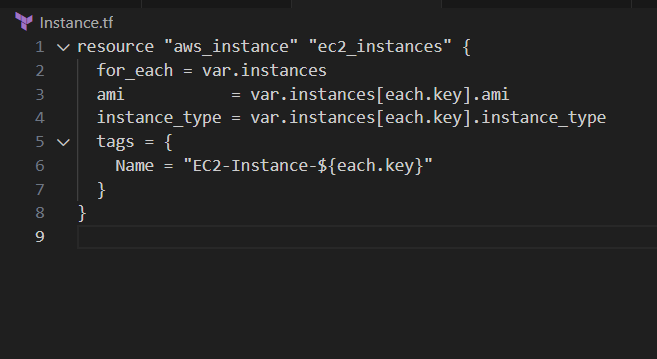 Instance.tf
1 resource "aws_instance" "ec2_instances" {
2   for_each = var.instances
3   ami           = var.instances[each.key].ami
4   instance_type = var.instances[each.key].instance_type
5   tags = {
6     Name = "EC2-Instance-${each.key}"
7   }
8 }
9